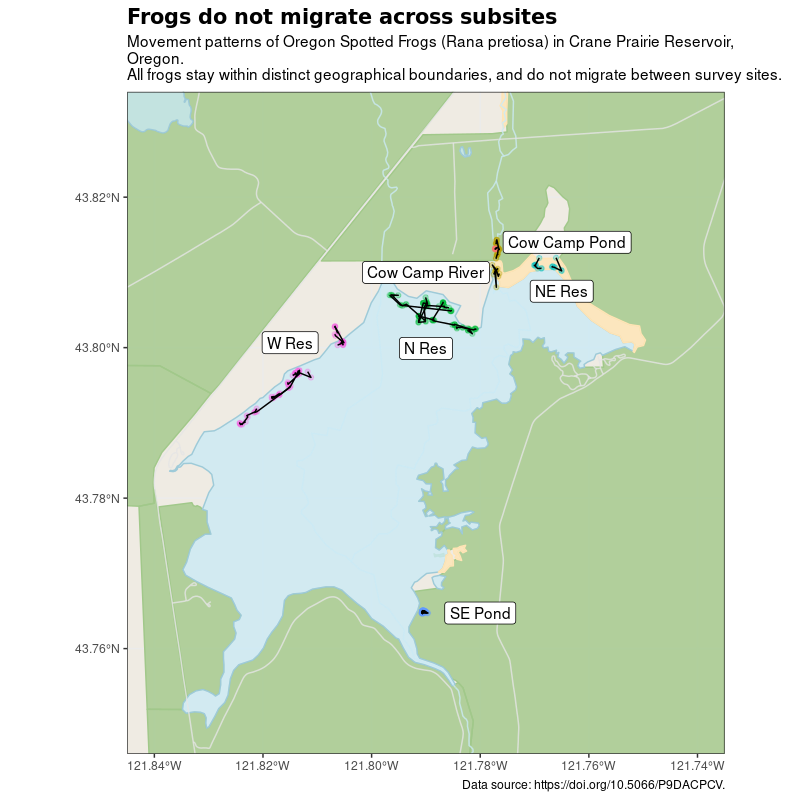 Frogs do not migrate across subsites
Movement patterns of Oregon Spotted Frogs (Rana pretiosa) in Crane Prairie Reservoir,
Oregon.
All frogs stay within distinct geographical boundaries, and do not migrate between survey sites.
43.82°N
Cow Camp Pond
Cow Camp River
NE Res
W Res
N Res
43.80°N
43.78°N
SE Pond
43.76°N
121.84°W 121.82°W 121.80°W 121.78°W 121.76°W 121.74°W
Data source: https://doi.org/10.5066/P9DACPCV.